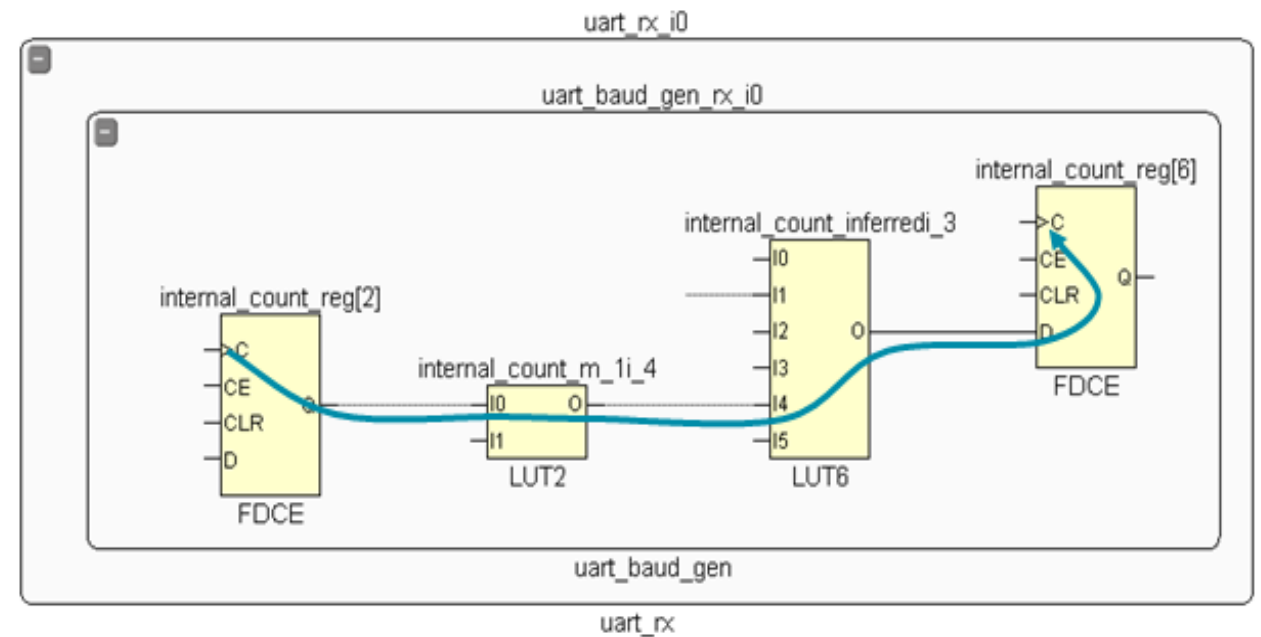 uart_rx_i0
uart_baud_gen_rx_i0
internal_count_reg[2]
C
CE
CLR
D
Q
FDCE
internal_count_m_1i_4
I0
I1
O
LUT2
internal_count_inferredi_3
I0
I1
I2
I3
I4
I5
O
LUT6
internal_count_reg[6]
C
CE
CLR
D
Q
FDCE
uart_baud_gen
uart_rx